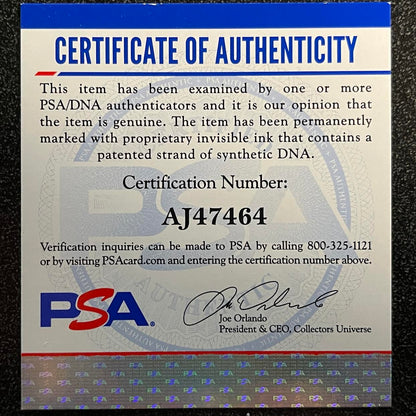 CERTIFICATE OF AUTHENTICITY
This item has been examined by one or more
PSA/DNA authenticators and it is our opinion that
the item is genuine. The item has been permanently
marked with proprietary invisible ink that contains a
patented strand of synthetic DNA.
Certification Number:
AJ47464
Verification inquiries can be made to PSA by calling 800-325-1121
or by visiting PSAcard.com and entering the certification number above.
PSA
Joe Orlando
President & CEO, Collectors Universe